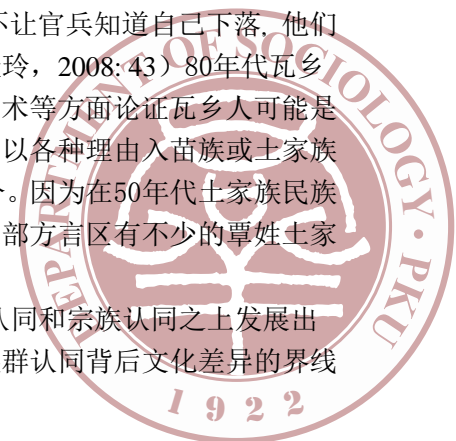 不让官兵知道自己下落, 他们
玲，2008: 43）80年代瓦乡
术等方面论证瓦乡人可能是
以各种理由入苗族或土家族
。因为在50年代土家族民族
部方言区有不少的覃姓土家
认同和宗族认同之上发展出
群认同背后文化差异的界线
DEPARTMENT OF SOCIOLOGY · PKU
1922